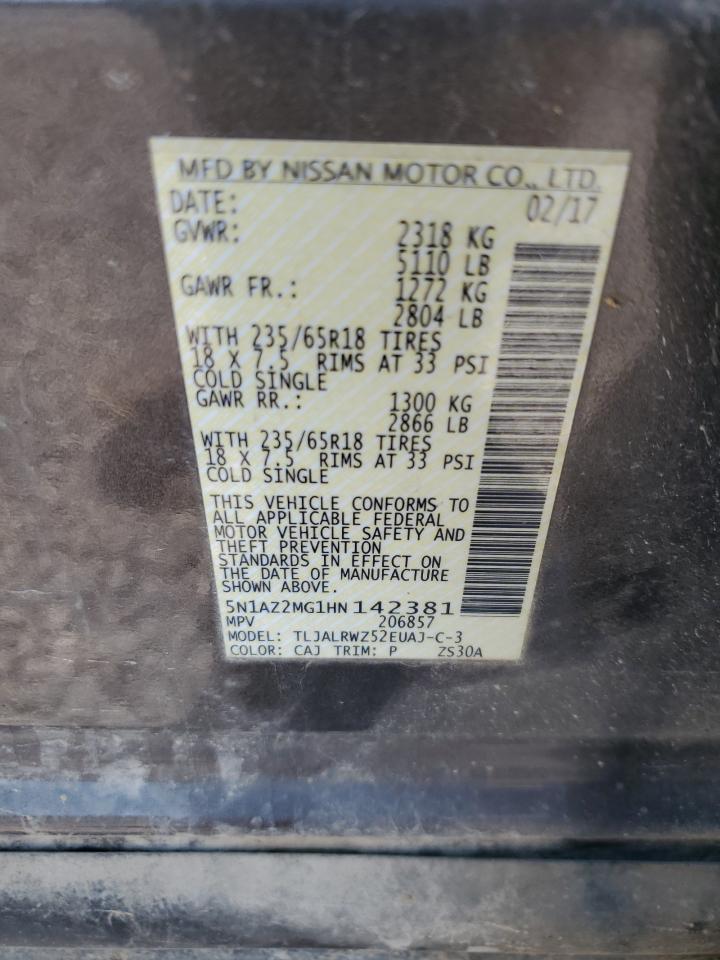 MFD BY NISSAN MOTOR CO., LTD.
DATE: 02/17
GVWR: 2318 KG
5110 LB
GAWR FR.: 1272 KG
2804 LB
WITH 235/65R18 TIRES
18 X 7.5 RIMS AT 33 PSI
COLD SINGLE
GAWR RR.: 1300 KG
2866 LB
WITH 235/65R18 TIRES
18 X 7.5 RIMS AT 33 PSI
COLD SINGLE
THIS VEHICLE CONFORMS TO
ALL APPLICABLE FEDERAL
MOTOR VEHICLE SAFETY AND
THEFT PREVENTION
STANDARDS IN EFFECT ON
THE DATE OF MANUFACTURE
SHOWN ABOVE.
5N1AZ2MG1HN142381
MPV 206857
MODEL: TLJALRWZ52EUAJ-C-3
COLOR: CAJ TRIM: P ZS30A